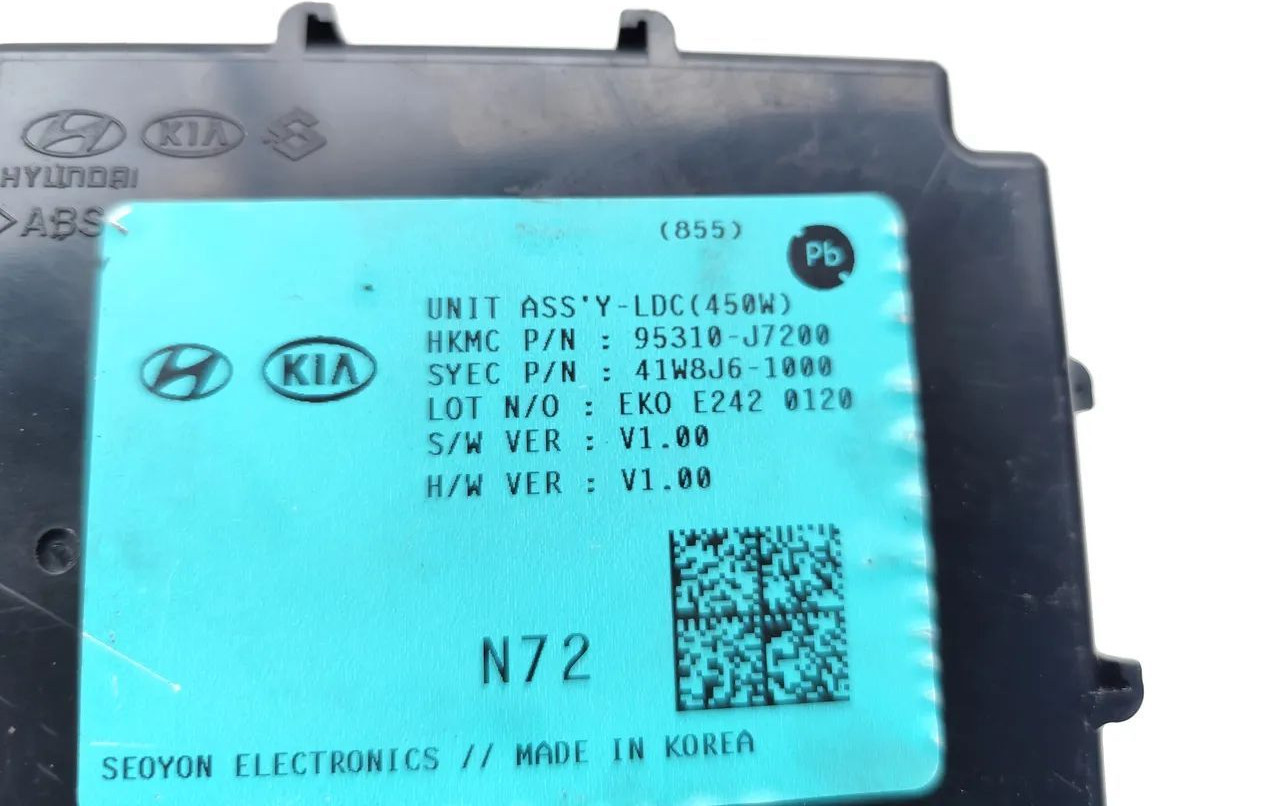 KIA
HYUNDAI
>ABS
(855)
Pb
UNIT ASS'Y-LDC(450W)
HKMC P/N : 95310-J7200
SYEC P/N : 41W8J6-1000
KIA
LOT N/O : EKO E242 0120
S/W VER : V1.00
H/W VER : V1.00
N72
SEOYON ELECTRONICS // MADE IN KOREA